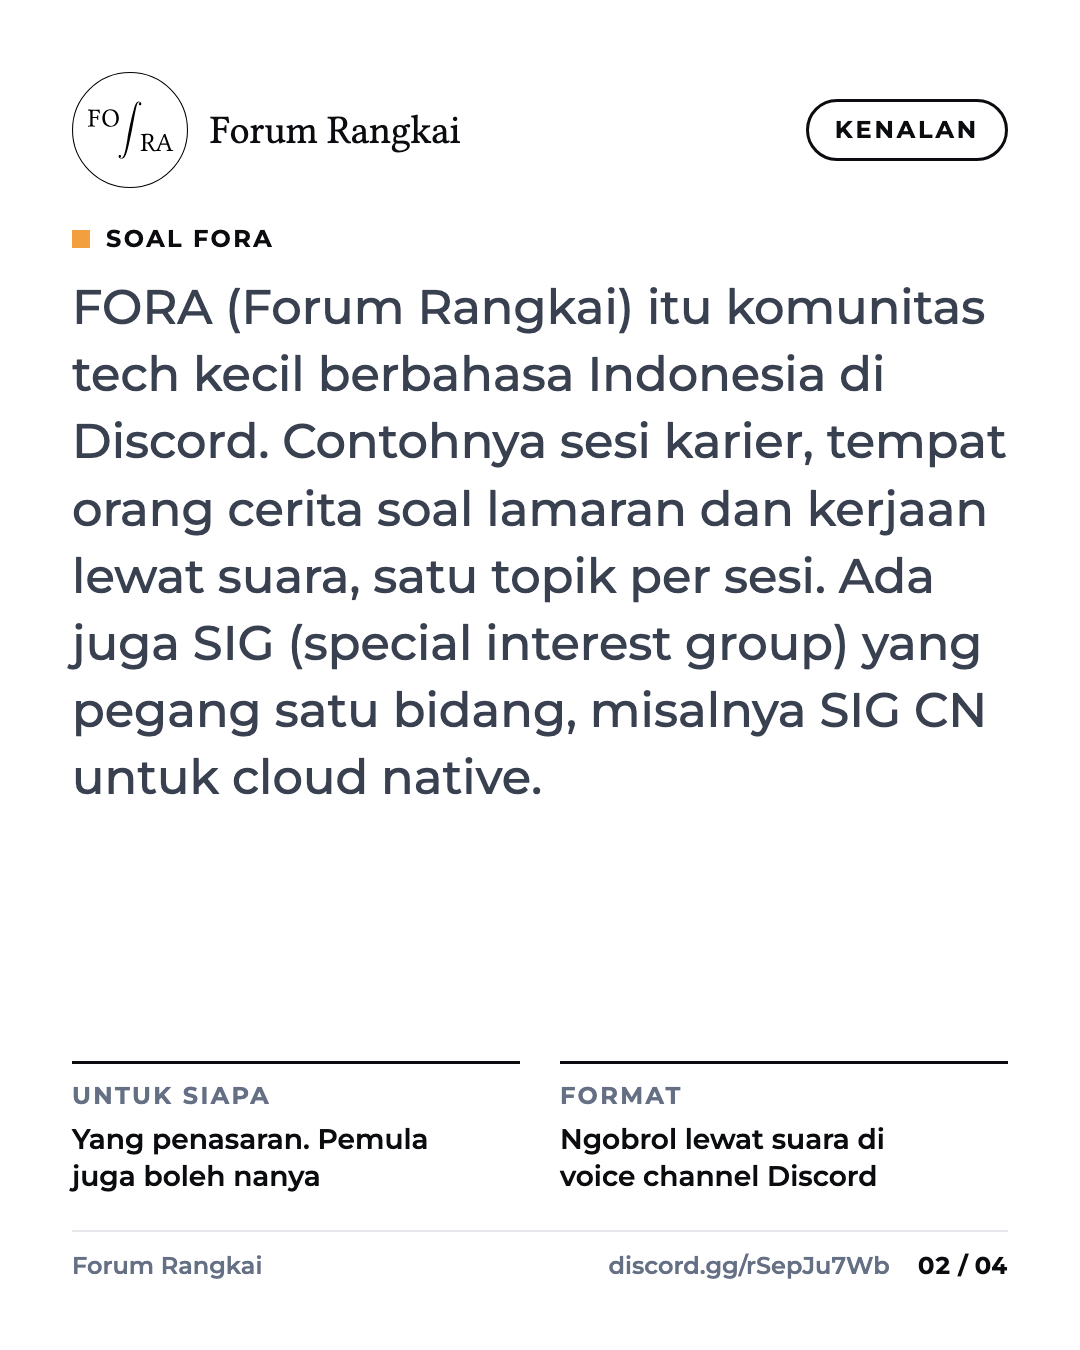 FO
RA
Forum Rangkai
KENALAN
SOAL FORA
FORA (Forum Rangkai) itu komunitas
tech kecil berbahasa Indonesia di
Discord. Contohnya sesi karier, tempat
orang cerita soal lamaran dan kerjaan
lewat suara, satu topik per sesi. Ada
juga SIG (special interest group) yang
pegang satu bidang, misalnya SIG CN
untuk cloud native.
UNTUK SIAPA
Yang penasaran. Pemula
juga boleh nanya
FORMAT
Ngobrol lewat suara di
voice channel Discord
Forum Rangkai
discord.gg/rSepJu7Wb
02 / 04